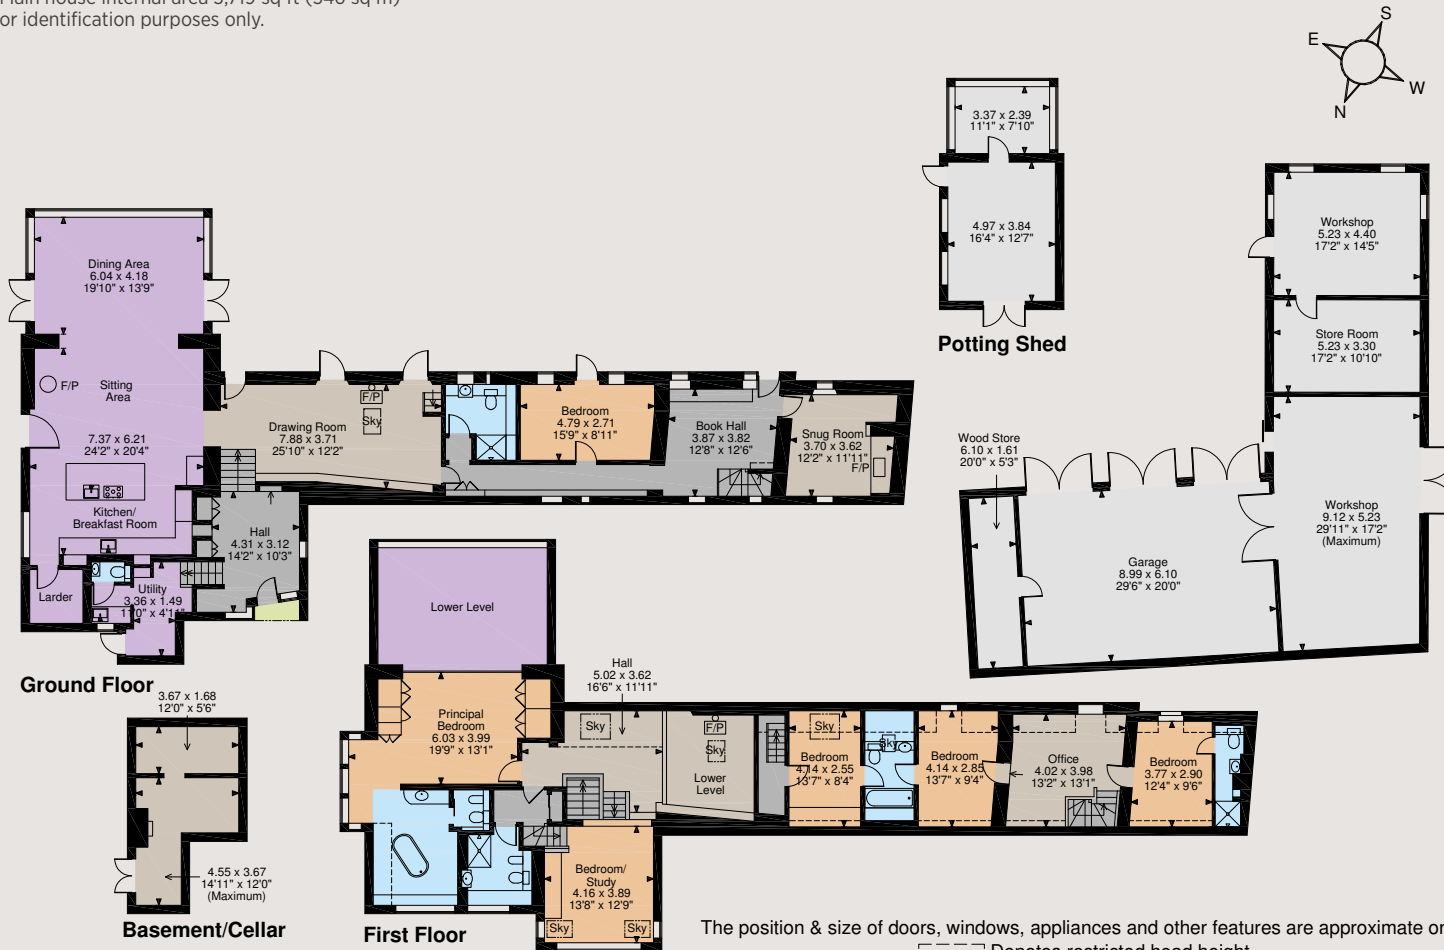 or identification purposes only.
S
E
W
N
3.37 x 2.39
11'1" x 7'10"
4.97 x 3.84
16'4" x 12'7"
Potting Shed
Workshop
5.23 x 4.40
17'2" x 14'5"
Store Room
5.23 x 3.30
17'2" x 10'10"
Wood Store
6.10 x 1.61
20'0" x 5'3"
Workshop
9.12 x 5.23
29'11" x 17'2"
(Maximum)
Garage
8.99 x 6.10
29'6" x 20'0"
Dining Area
6.04 x 4.18
19'10" x 13'9"
F/P
Sitting
Area
7.37 x 6.21
24'2" x 20'4"
Kitchen/
Breakfast Room
Larder
Utility
3.36 x 1.49
11'0" x 4'11"
Hall
4.31 x 3.12
14'2" x 10'3"
Drawing Room
7.88 x 3.71
25'10" x 12'2"
F/P
Sky
Bedroom
4.79 x 2.71
15'9" x 8'11"
Book Hall
3.87 x 3.82
12'8" x 12'6"
Snug Room
3.70 x 3.62
12'2" x 11'11"
F/P
Ground Floor
3.67 x 1.68
12'0" x 5'6"
4.55 x 3.67
14'11" x 12'0"
(Maximum)
Basement/Cellar
Lower Level
Principal
Bedroom
6.03 x 3.99
19'9" x 13'1"
Hall
5.02 x 3.62
16'6" x 11'11"
Sky
F/P
Sky
Lower
Level
Sky
Bedroom
4.14 x 2.55
13'7" x 8'4"
Sky
Bedroom
4.14 x 2.85
13'7" x 9'4"
Office
4.02 x 3.98
13'2" x 13'1"
Bedroom
3.77 x 2.90
12'4" x 9'6"
Bedroom/
Study
4.16 x 3.89
13'8" x 12'9"
Sky
Sky
First Floor
The position & size of doors, windows, appliances and other features are approximate
Denotes restricted head height